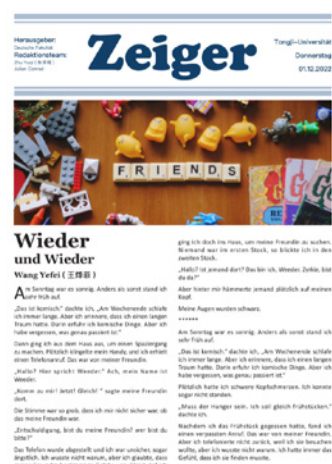 Herausgeber:
Deutsche Fakultät
Redaktionsteam:
Julian Conrad
Zeiger
Tongji-Universität
Donnerstag
01.12.2022
FRIENDS
Wieder
und Wieder
Wang Yefei
Am Sonntag war es sonnig. Anders als sonst stand ich
sehr früh auf.
„Das ist komisch." dachte ich, „Am Wochenende schlafe
ich immer lange. Aber ich erinnere, dass ich einen langen
Traum hatte. Darin erfuhr ich komische Dinge. Aber ich
habe vergessen, was genau passiert ist."
Dann ging ich aus dem Haus aus, um einen Spaziergang
zu machen. Plötzlich klingelte mein Handy, und ich erhielt
einen Telefonanruf. Das war von meiner Freundin.
„Hallo? Hier spricht Weeder." Ach, mein Name ist
Weeder.
„Komm zu mir! Jetzt! Gleich!" sagte meine Freundin
dort.
Die Stimme war so grob, dass ich mir nicht sicher war, ob
das meine Freundin war.
„Entschuldigung, bist du meine Freundin? wer bist du
bitte?"
Das Telefon wurde abgestellt und ich war unsicher, sogar
ängstlich. Ich wusste nicht warum, aber ich glaubte, dass
ging ich doch ins Haus, um meine Freundin zu suchen.
Niemand war im ersten Stock, so blickte ich in den
zweiten Stock.
„Hallo? Ist jemand dort? Das bin ich, Weeder. Zeikie, bist
du da?"
Aber hinter mir hämmerte jemand plötzlich auf meinen
Kopf.
Meine Augen wurden schwarz.
******
Am Sonntag war es sonnig. Anders als sonst stand ich
sehr früh auf.
„Das ist komisch." dachte ich, „Am Wochenende schlafe
ich immer lange. Aber ich erinnere, dass ich einen langen
Traum hatte. Darin erfuhr ich komische Dinge. Aber ich
habe vergessen, was genau passiert ist."
Plötzlich hatte ich schwere Kopfschmerzen. Ich konnte
sogar nicht standen.
„Muss der Hunger sein. Ich soll gleich frühstücken."
dachte ich.
Nachdem ich das Frühstück gegessen hatte, fand ich
einen verpassten Anruf. Das war von meiner Freundin.
Aber ich telefonierte nicht zurück, weil ich sie besuchen
wollte, aber ich wusste nicht warum. Ich hatte immer das
Gefühl, dass ich sie finden musste.